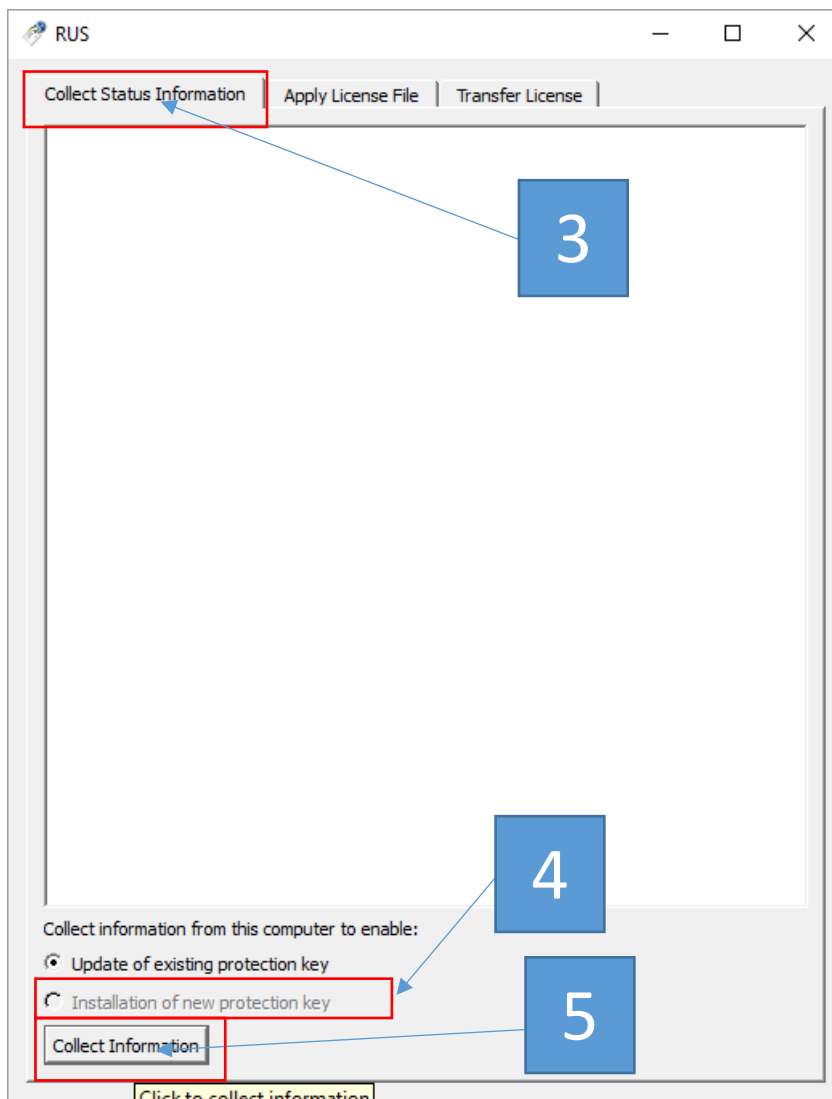 RUS
Collect Status Information Apply License File Transfer License
3
4
Collect information from this computer to enable:
Update of existing protection key
Installation of new protection key
5
Collect Information
Click to collect information